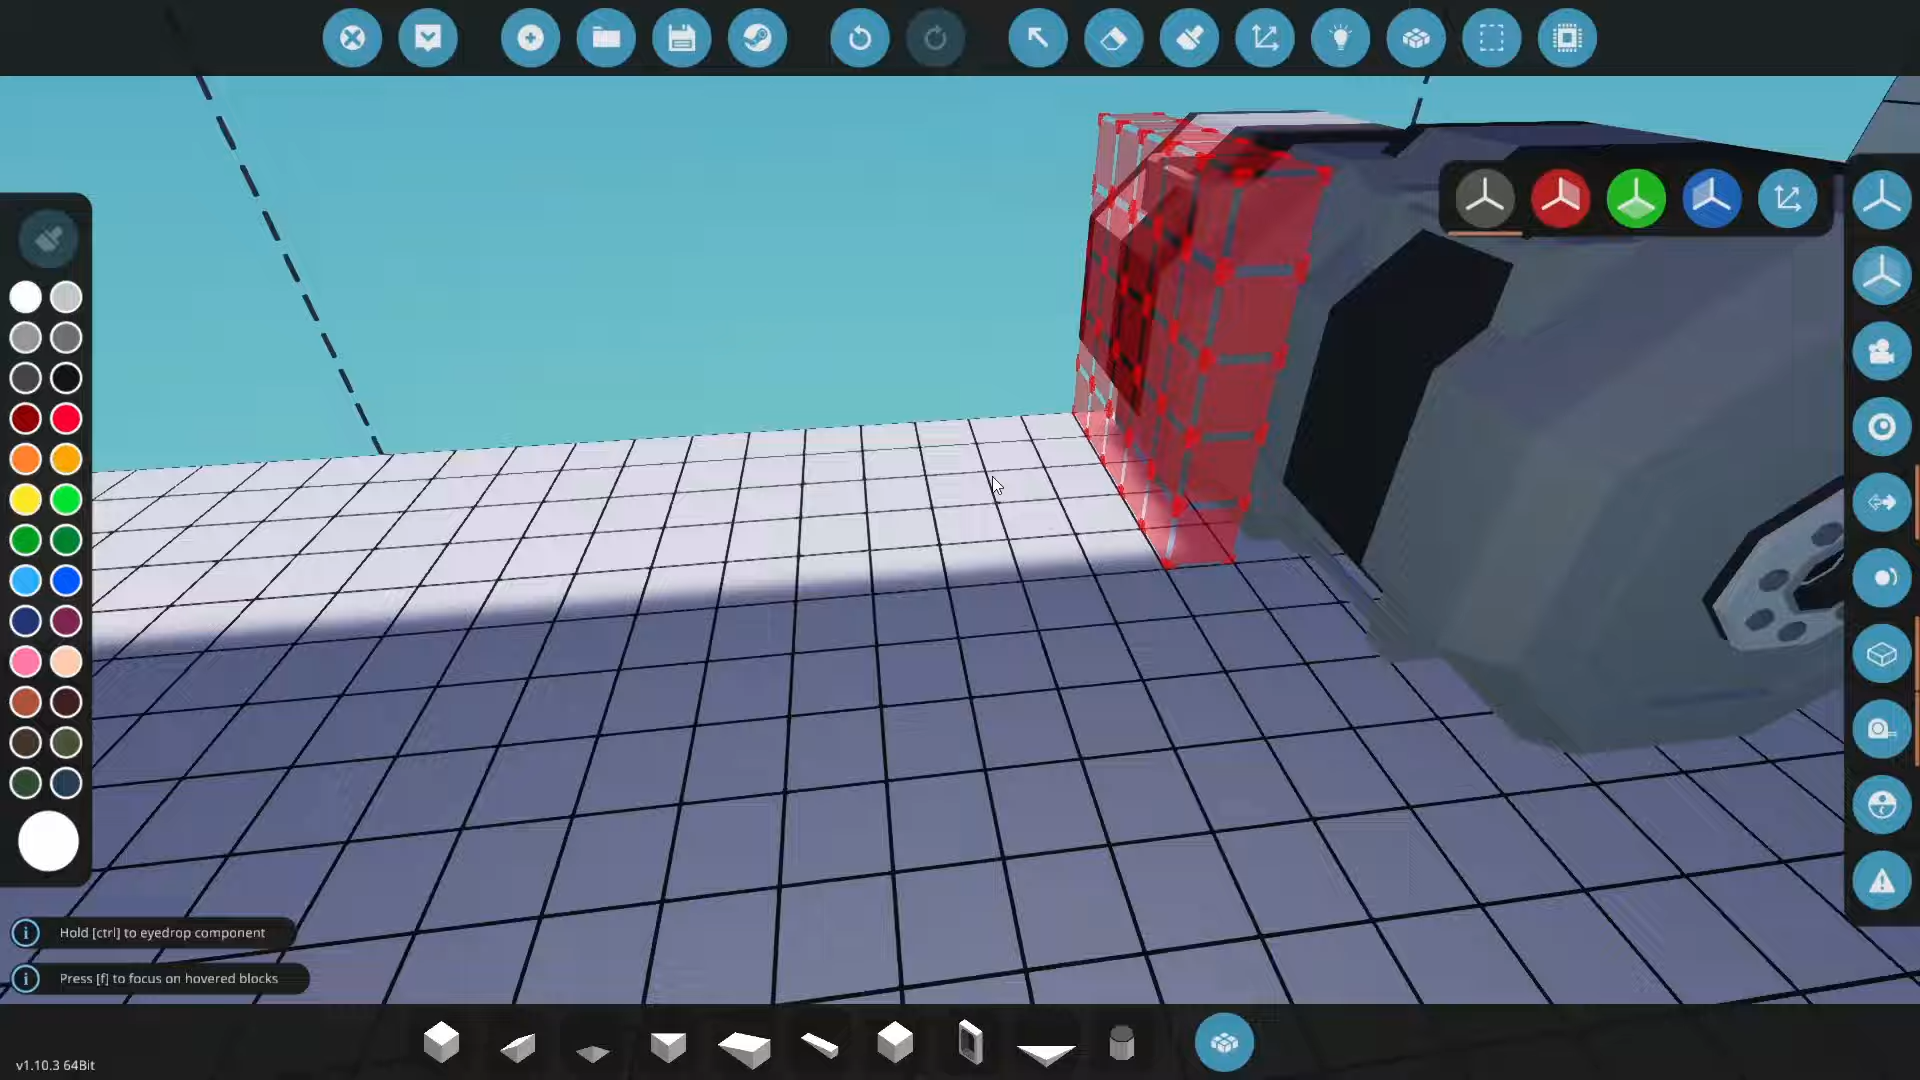 Hold [ctrl] to eyedrop component
Press [f] to focus on hovered blocks
v1.10.3 64Bit